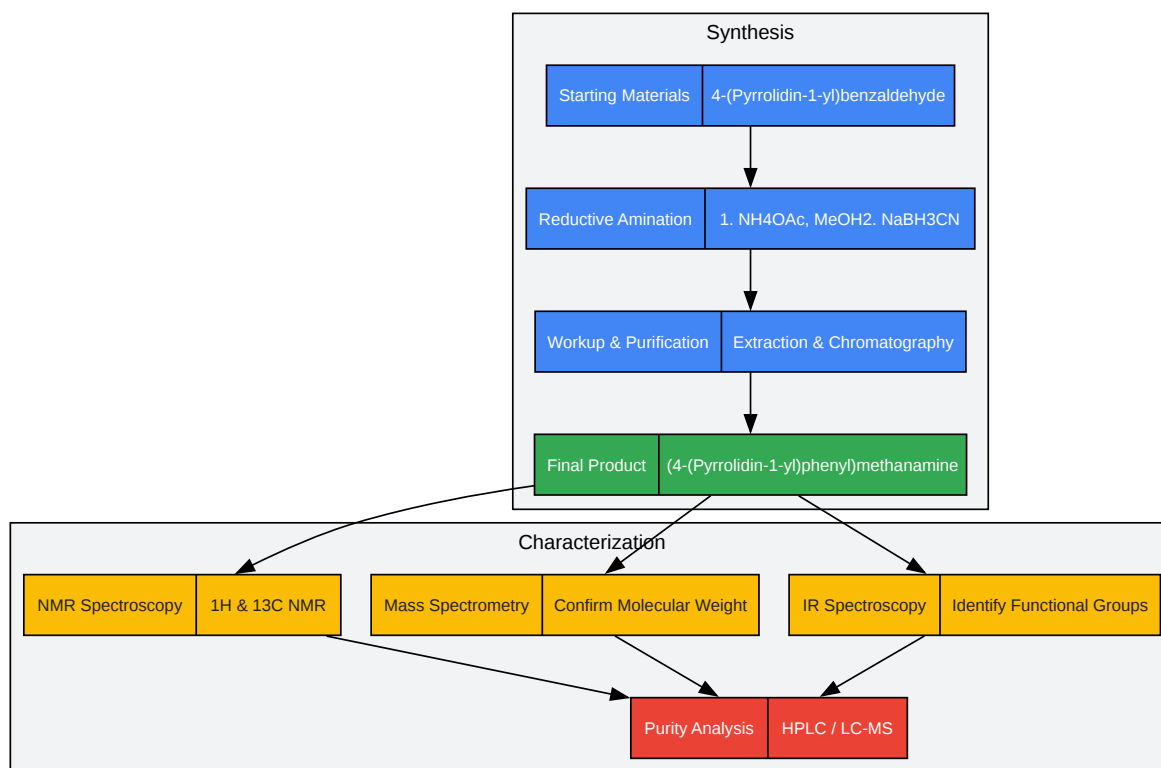 Synthesis
Starting Materials
4-(Pyrrolidin-1-yl)benzaldehyde
Reductive Amination
1. NH4OAc, MeOH2. NaBH3CN
Workup & Purification
Extraction & Chromatography
Final Product
(4-(Pyrrolidin-1-yl)phenyl)methanamine
Characterization
NMR Spectroscopy
1H & 13C NMR
Mass Spectrometry
Confirm Molecular Weight
IR Spectroscopy
Identify Functional Groups
Purity Analysis
HPLC / LC-MS